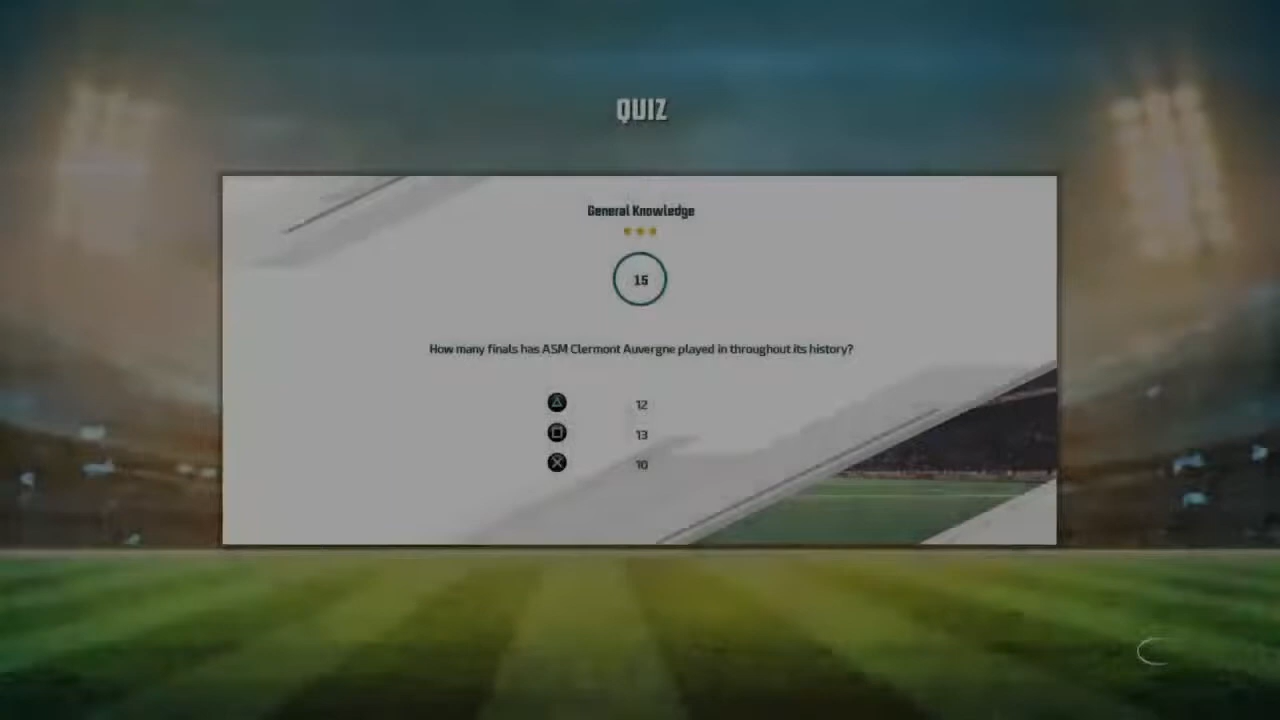 QUIZ
General Knowledge
15
How many finals has ASM Clermont Auvergne played in throughout its history?
12
13
10